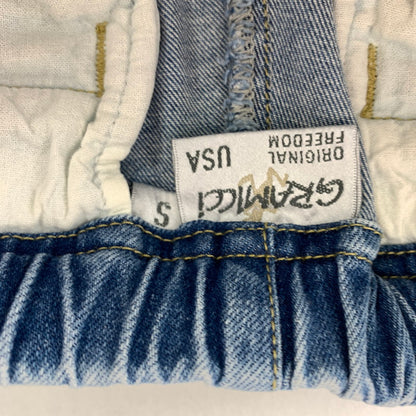 GRAMICCi
ORIGINAL
FREEDOM
USA
S